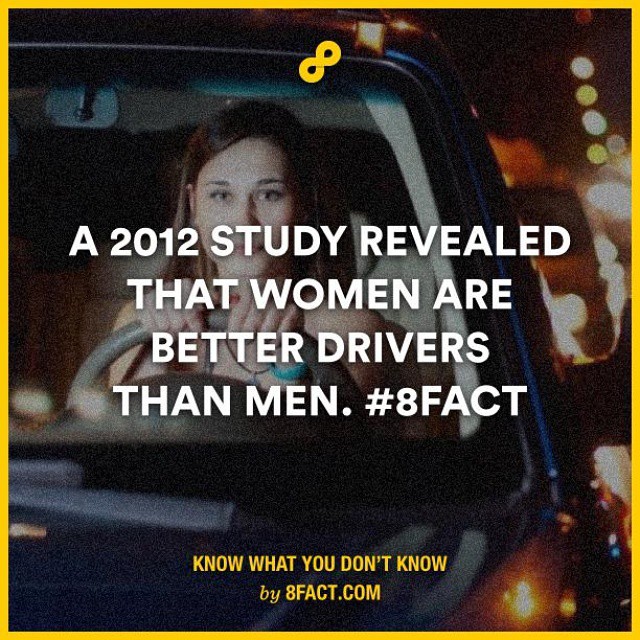 A 2012 STUDY REVEALED
THAT WOMEN ARE
BETTER DRIVERS
THAN MEN. #8FACT
KNOW WHAT YOU DON'T KNOW
by 8FACT.COM